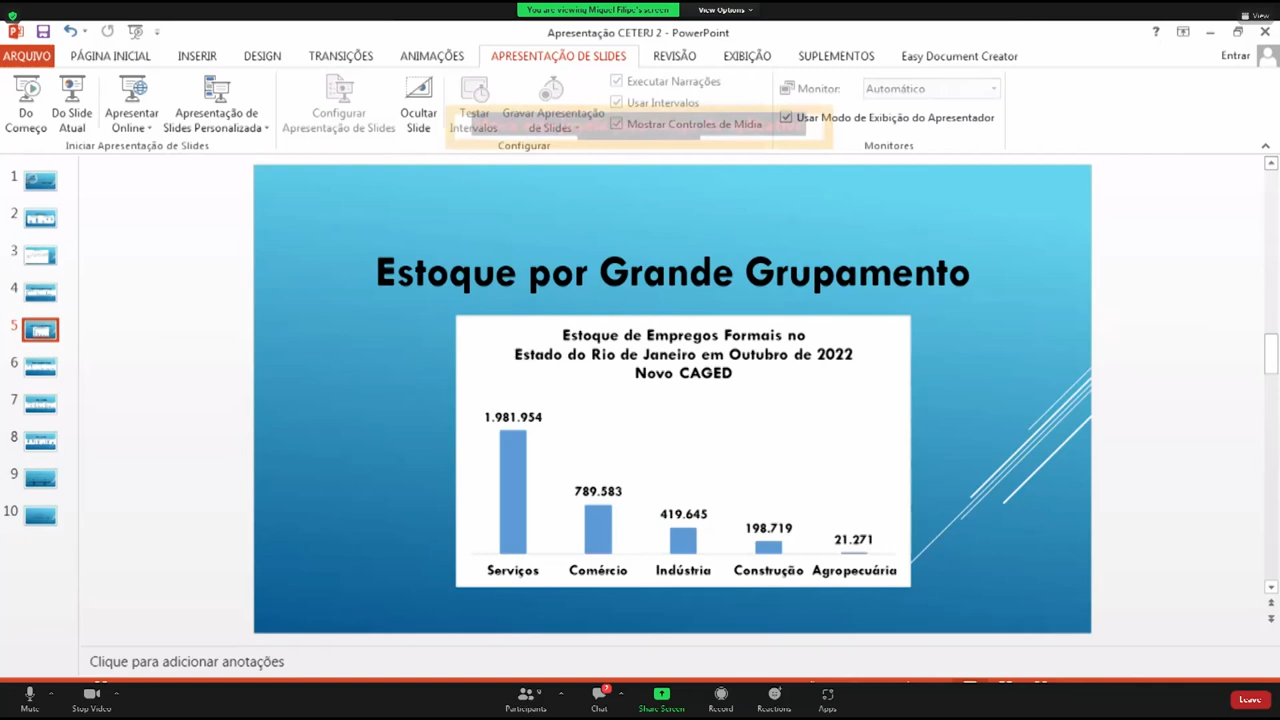 You are viewing Miguel Filipe's screen
View Options
View
Apresentação CETERJ 2 - PowerPoint
ARQUIVO PÁGINA INICIAL INSERIR DESIGN TRANSIÇÕES ANIMAÇÕES APRESENTAÇÃO DE SLIDES REVISÃO EXIBIÇÃO SUPLEMENTOS Easy Document Creator Entrar
Do Começo
Do Slide Atual
Apresentar Online
Apresentação de Slides Personalizada
Iniciar Apresentação de Slides
Configurar Apresentação de Slides
Ocultar Slide
Testar Intervalos
Gravar Apresentação de Slides
Executar Narrações
Usar Intervalos
Mostrar Controles de Mídia
Configurar
Monitor: Automático
Usar Modo de Exibição do Apresentador
Monitores
1
2
3
4
5
6
7
8
9
10
Estoque por Grande Grupamento
Estoque de Empregos Formais no
Estado do Rio de Janeiro em Outubro de 2022
Novo CAGED
1.981.954
789.583
419.645
198.719
21.271
Serviços Comércio Indústria Construção Agropecuária
Clique para adicionar anotações
Mute
Stop Video
Participants 9
Chat 7
Share Screen
Record
Reactions
Apps
Leave